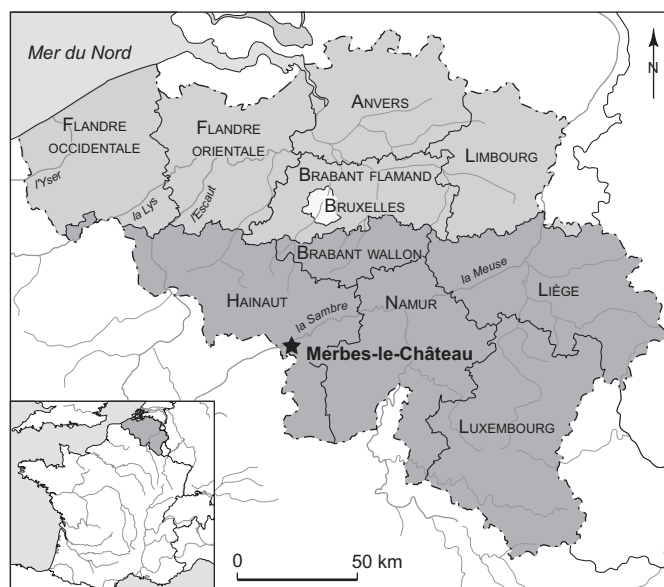 Mer du Nord
N
ANVERS
FLANDRE
OCCIDENTALE
FLANDRE
ORIENTALE
LIMBOURG
BRABANT FLAMAND
l'Yser
la Lys
l'Escaut
BRUXELLES
BRABANT WALLON
la Meuse
HAINAUT
NAMUR
LIÈGE
la Sambre
Merbes-le-Château
LUXEMBOURG
0 50 km